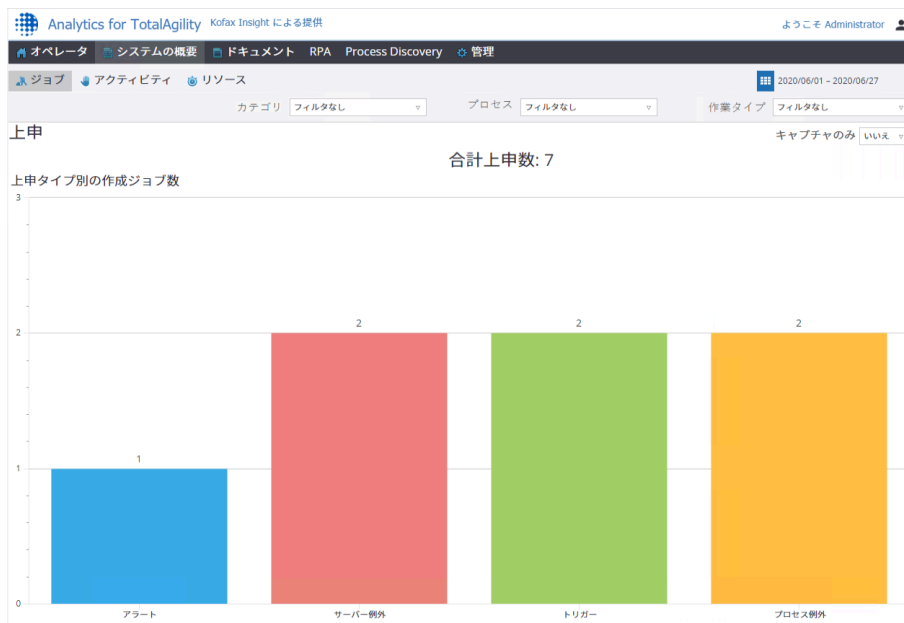 Analytics for TotalAgility Kofax Insight による提供 ようこそ Administrator
オペレータ システムの概要 ドキュメント RPA Process Discovery 管理
ジョブ アクティビティ リソース 2020/06/01 – 2020/06/27
カテゴリ フィルタなし プロセス フィルタなし 作業タイプ フィルタなし
上申 キャプチャのみ いいえ
合計上申数: 7
上申タイプ別の作成ジョブ数
3
2 2 2
2
1
1
0
アラート サーバー例外 トリガー プロセス例外